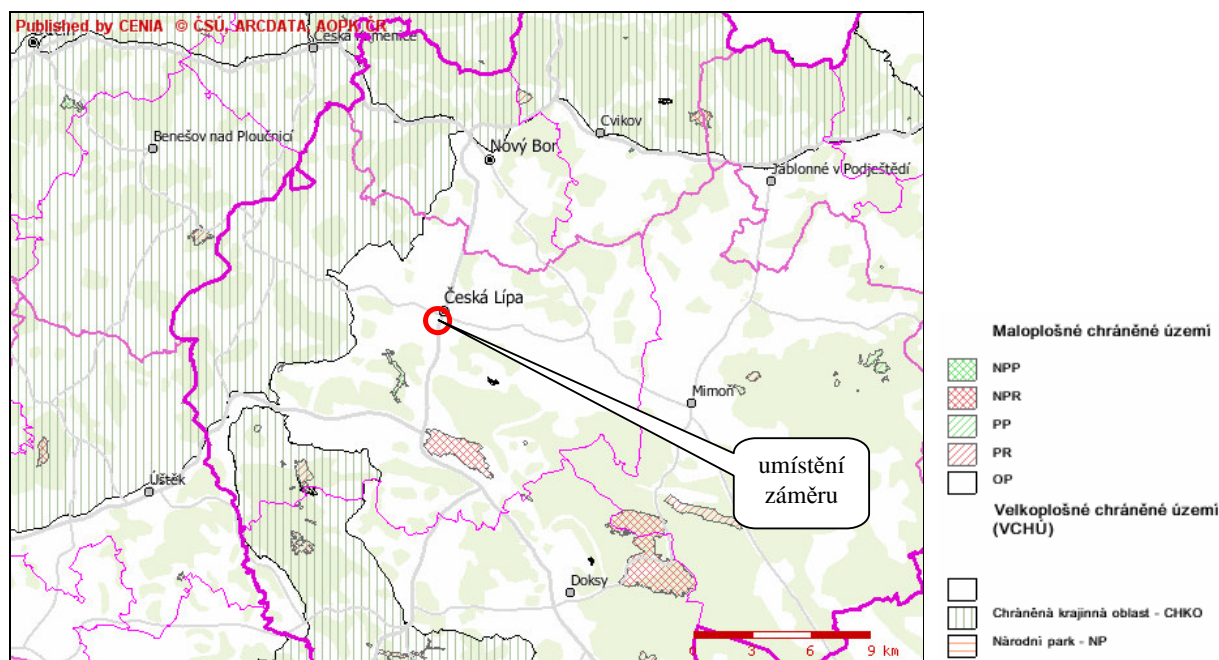 Published by CENIA © ČSÚ, ARCDATA, AOPK ČR
Česká Kamenice
Benešov nad Ploučnicí
Cvikov
Nový Bor
Jablonné v Podještědí
Česká Lípa
Mimoň
umístění
záměru
Úštěk
Doksy
3 6 9 km
Maloplošné chráněné území
NPP
NPR
PP
PR
OP
Velkoplošné chráněné území
(VCHÚ)
Chráněná krajinná oblast - CHKO
Národní park - NP